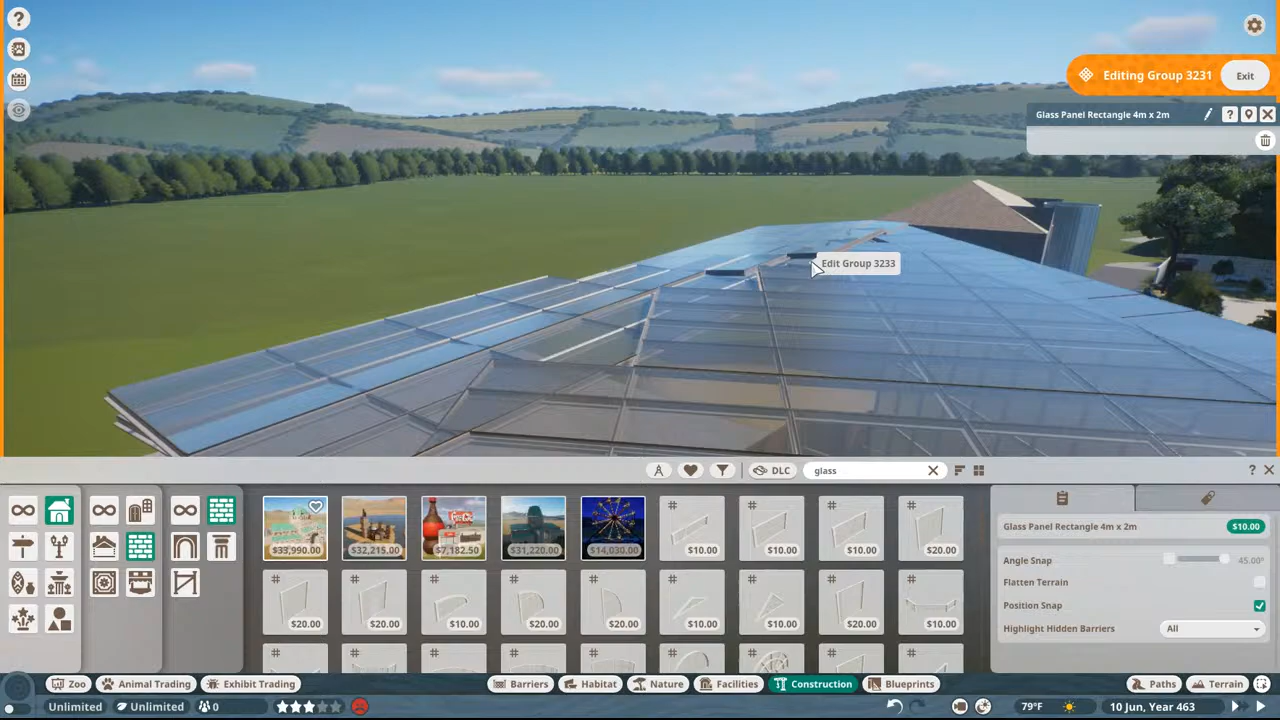 ?
Editing Group 3231
Exit
Glass Panel Rectangle 4m x 2m
?
Edit Group 3233
DLC
glass
?
$33,990.00
$32,215.00
$7,182.50
$31,220.00
$14,030.00
$10.00
$10.00
$10.00
$20.00
$20.00
$20.00
$10.00
$20.00
$20.00
$10.00
$10.00
$20.00
$10.00
Glass Panel Rectangle 4m x 2m
$10.00
Angle Snap
45.00°
Flatten Terrain
Position Snap
Highlight Hidden Barriers
All
Zoo
Animal Trading
Exhibit Trading
Barriers
Habitat
Nature
Facilities
Construction
Blueprints
Paths
Terrain
Unlimited
Unlimited
0
79°F
10 Jun, Year 463